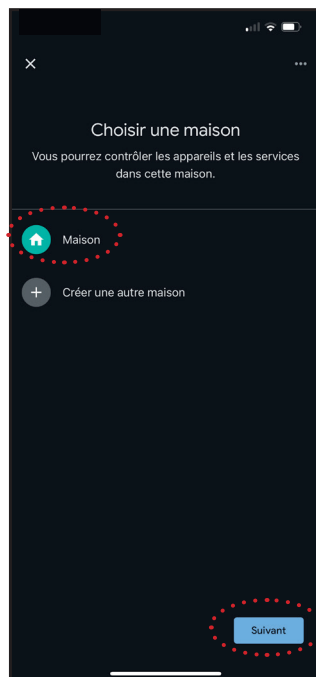 Choisir une maison
Vous pourrez contrôler les appareils et les services
dans cette maison.
Maison
Créer une autre maison
Suivant